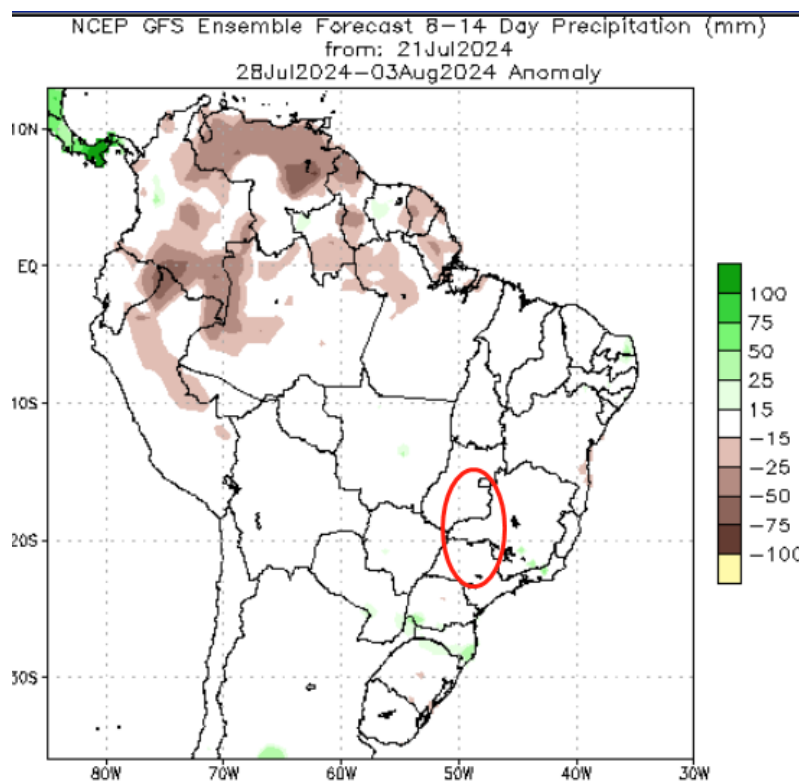 NCEP GFS Ensemble Forecast 8-14 Day Precipitation (mm)
from: 21Jul2024
28Jul2024-03Aug2024 Anomaly
10N
EQ
10S
20S
30S
80W 70W 60W 50W 40W 30W
100
75
50
25
15
-15
-25
-50
-75
-100